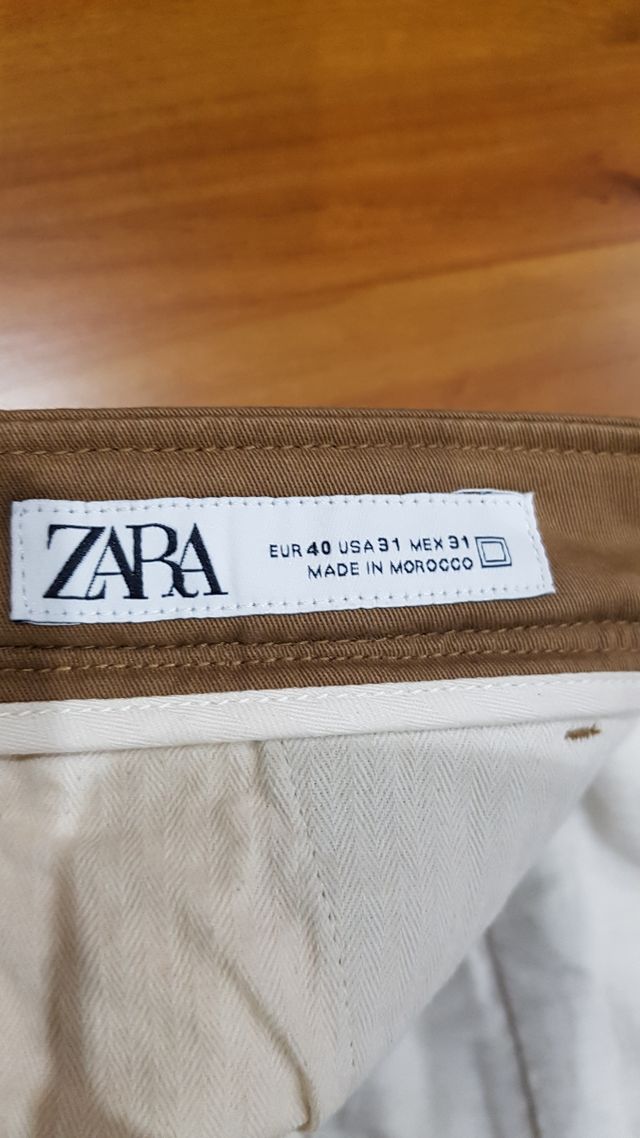 ZARA
EUR 40 USA 31 MEX 31
MADE IN MOROCCO